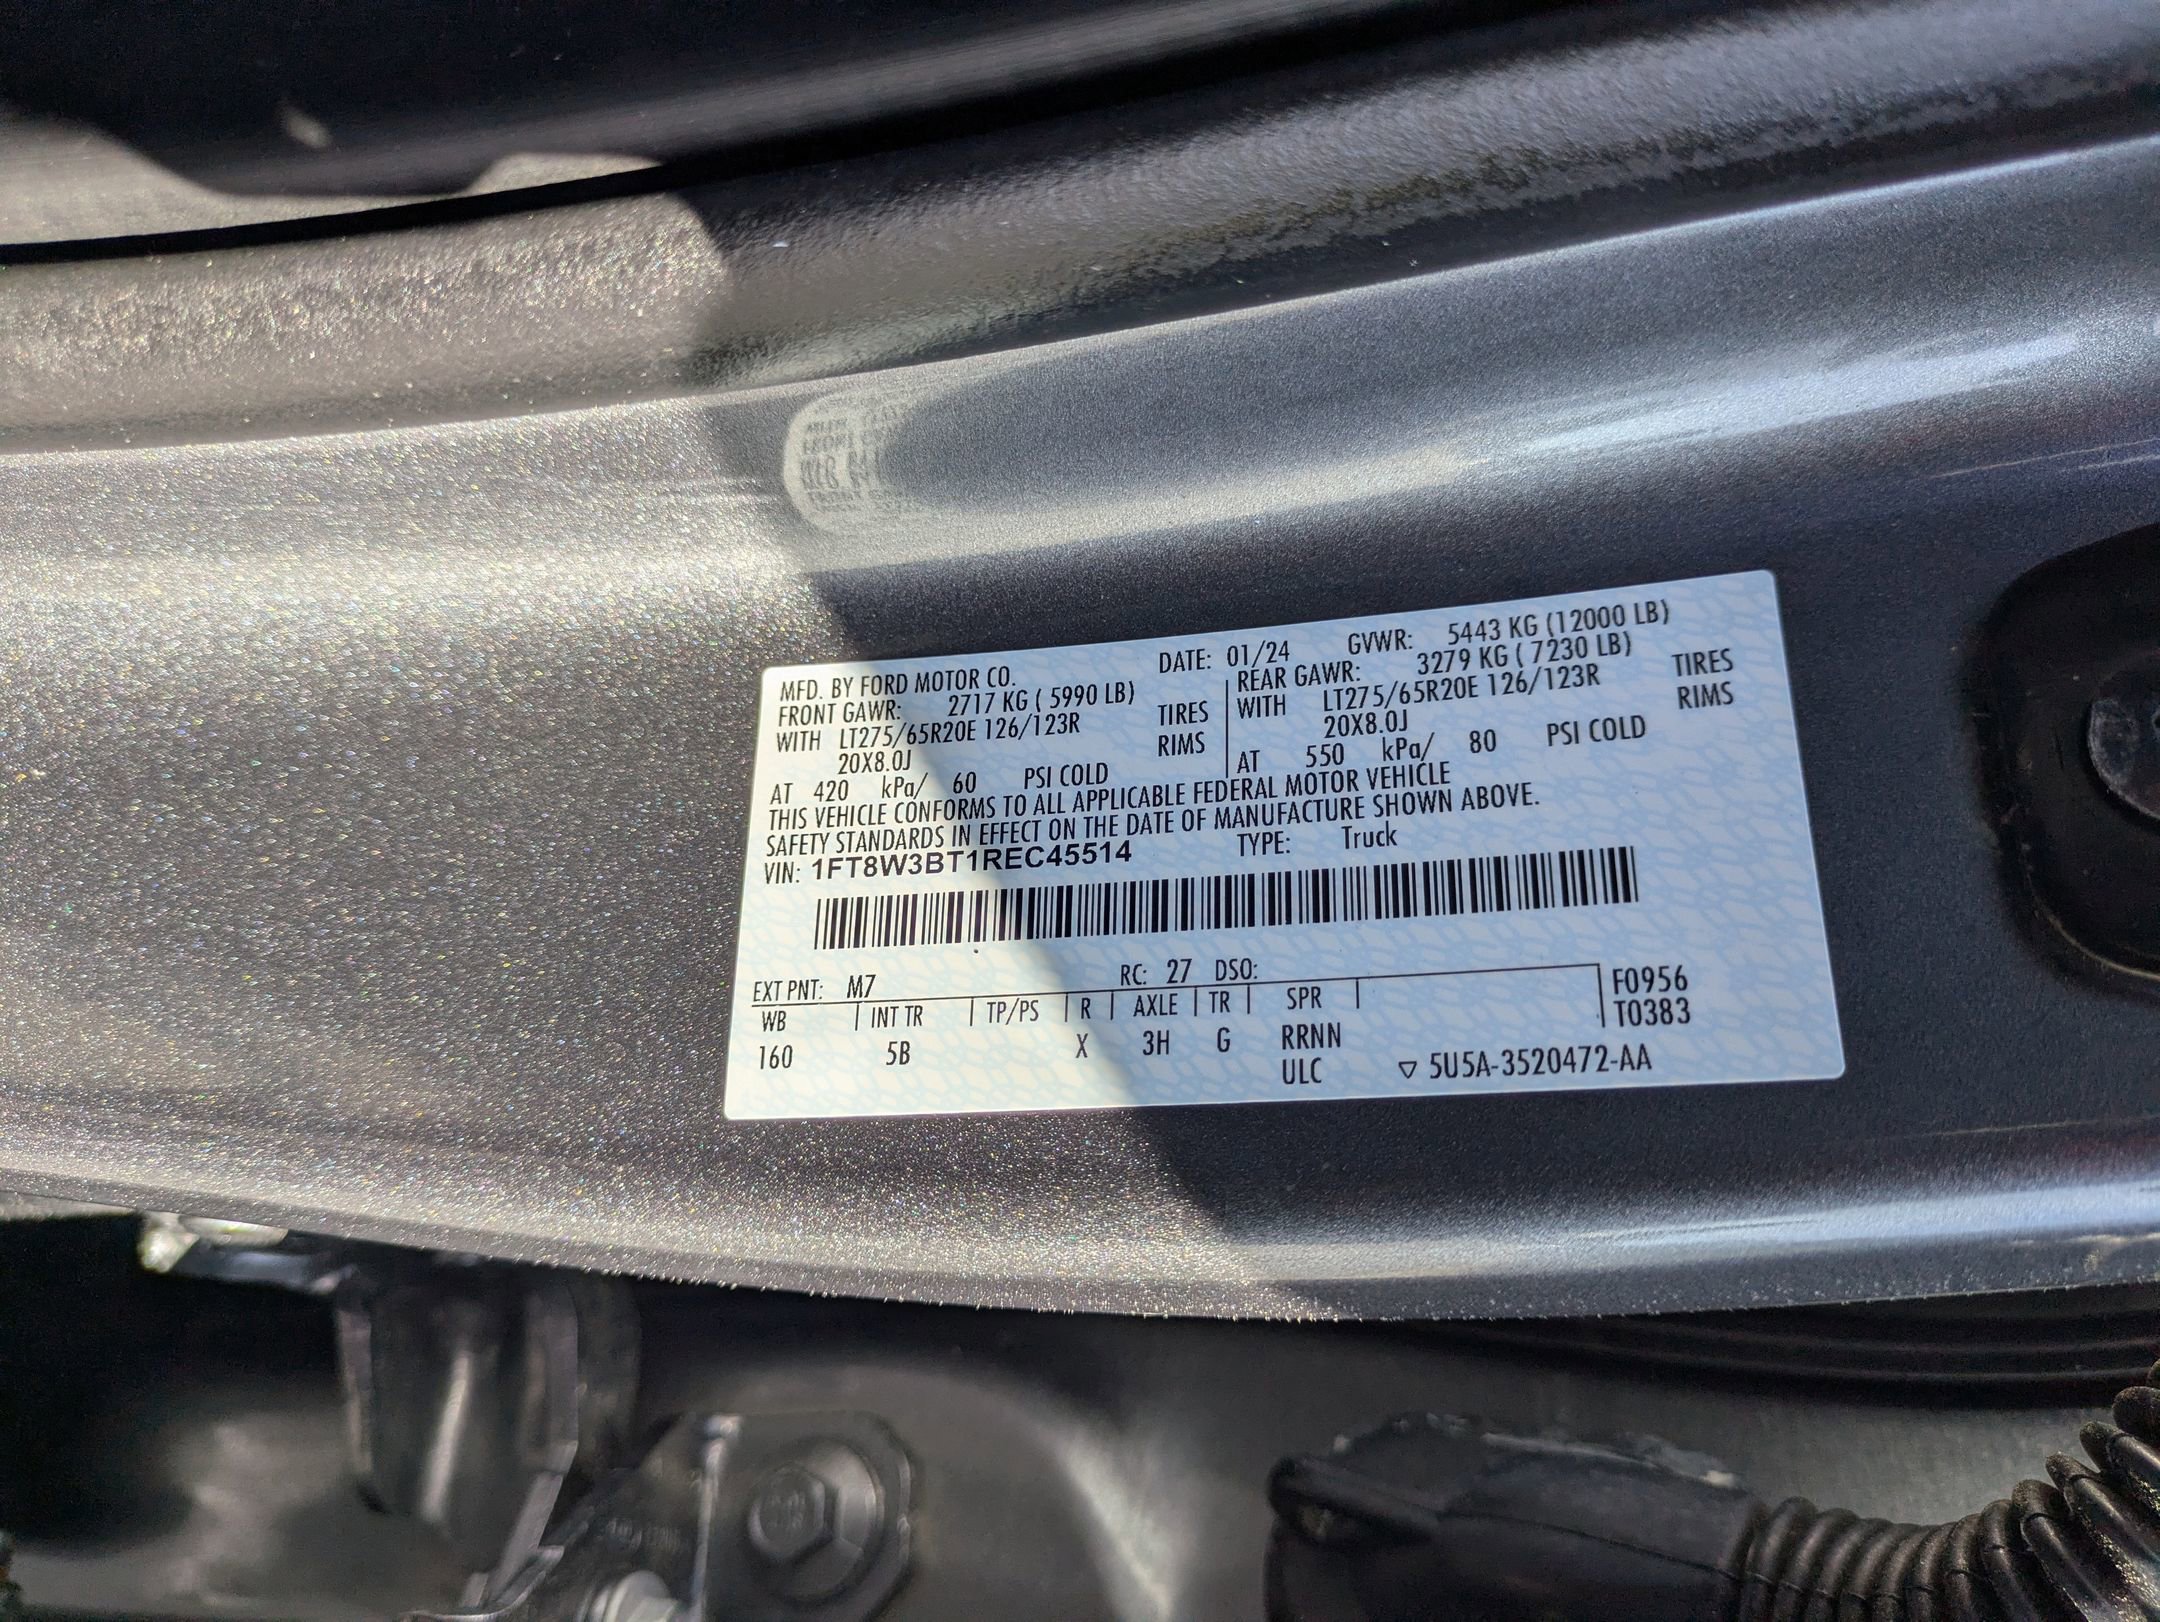 MFD. BY FORD MOTOR CO. DATE: 01/24 GVWR: 5443 KG (12000 LB)
FRONT GAWR: 2717 KG ( 5990 LB) REAR GAWR: 3279 KG ( 7230 LB)
WITH LT275/65R20E 126/123R TIRES WITH LT275/65R20E 126/123R TIRES
20X8.0J RIMS 20X8.0J RIMS
AT 420 kPa/ 60 PSI COLD AT 550 kPa/ 80 PSI COLD
THIS VEHICLE CONFORMS TO ALL APPLICABLE FEDERAL MOTOR VEHICLE
SAFETY STANDARDS IN EFFECT ON THE DATE OF MANUFACTURE SHOWN ABOVE.
VIN: 1FT8W3BT1REC45514 TYPE: Truck
EXT PNT: M7 RC: 27 DSO:
WB INT TR TP/PS R AXLE TR SPR F0956
160 5B X 3H G RRNN T0383
ULC ▽ 5U5A-3520472-AA